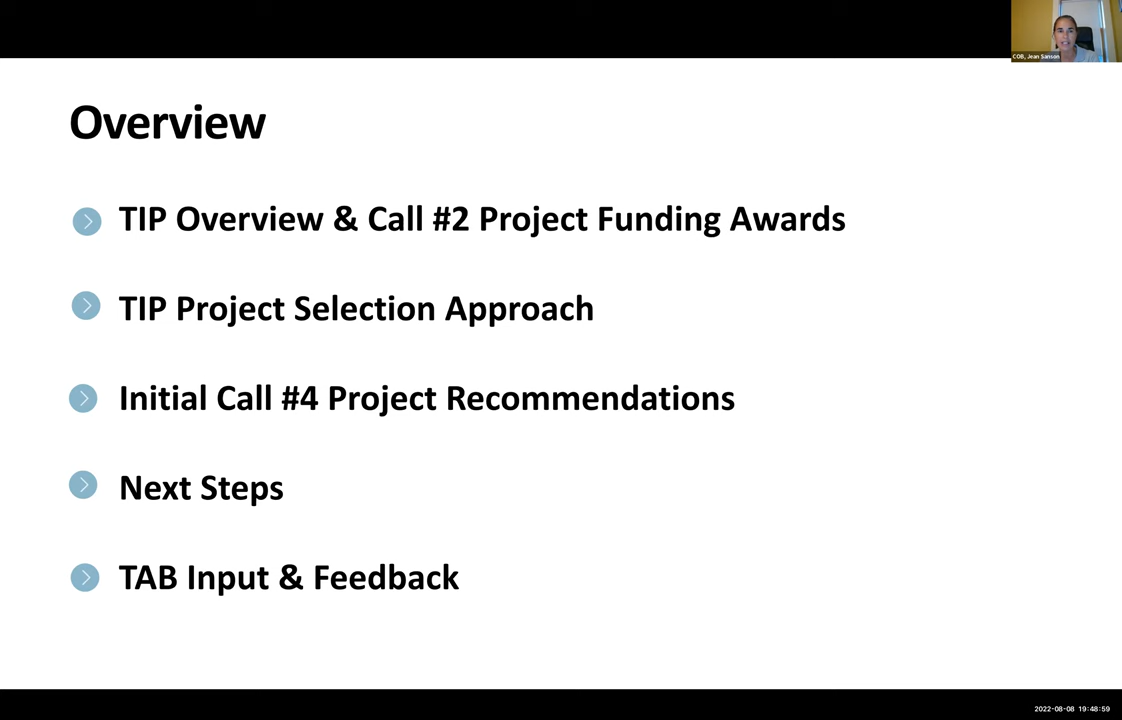 COB, Jean Sanson
Overview
TIP Overview & Call #2 Project Funding Awards
TIP Project Selection Approach
Initial Call #4 Project Recommendations
Next Steps
TAB Input & Feedback
2022-08-08 19:48:59